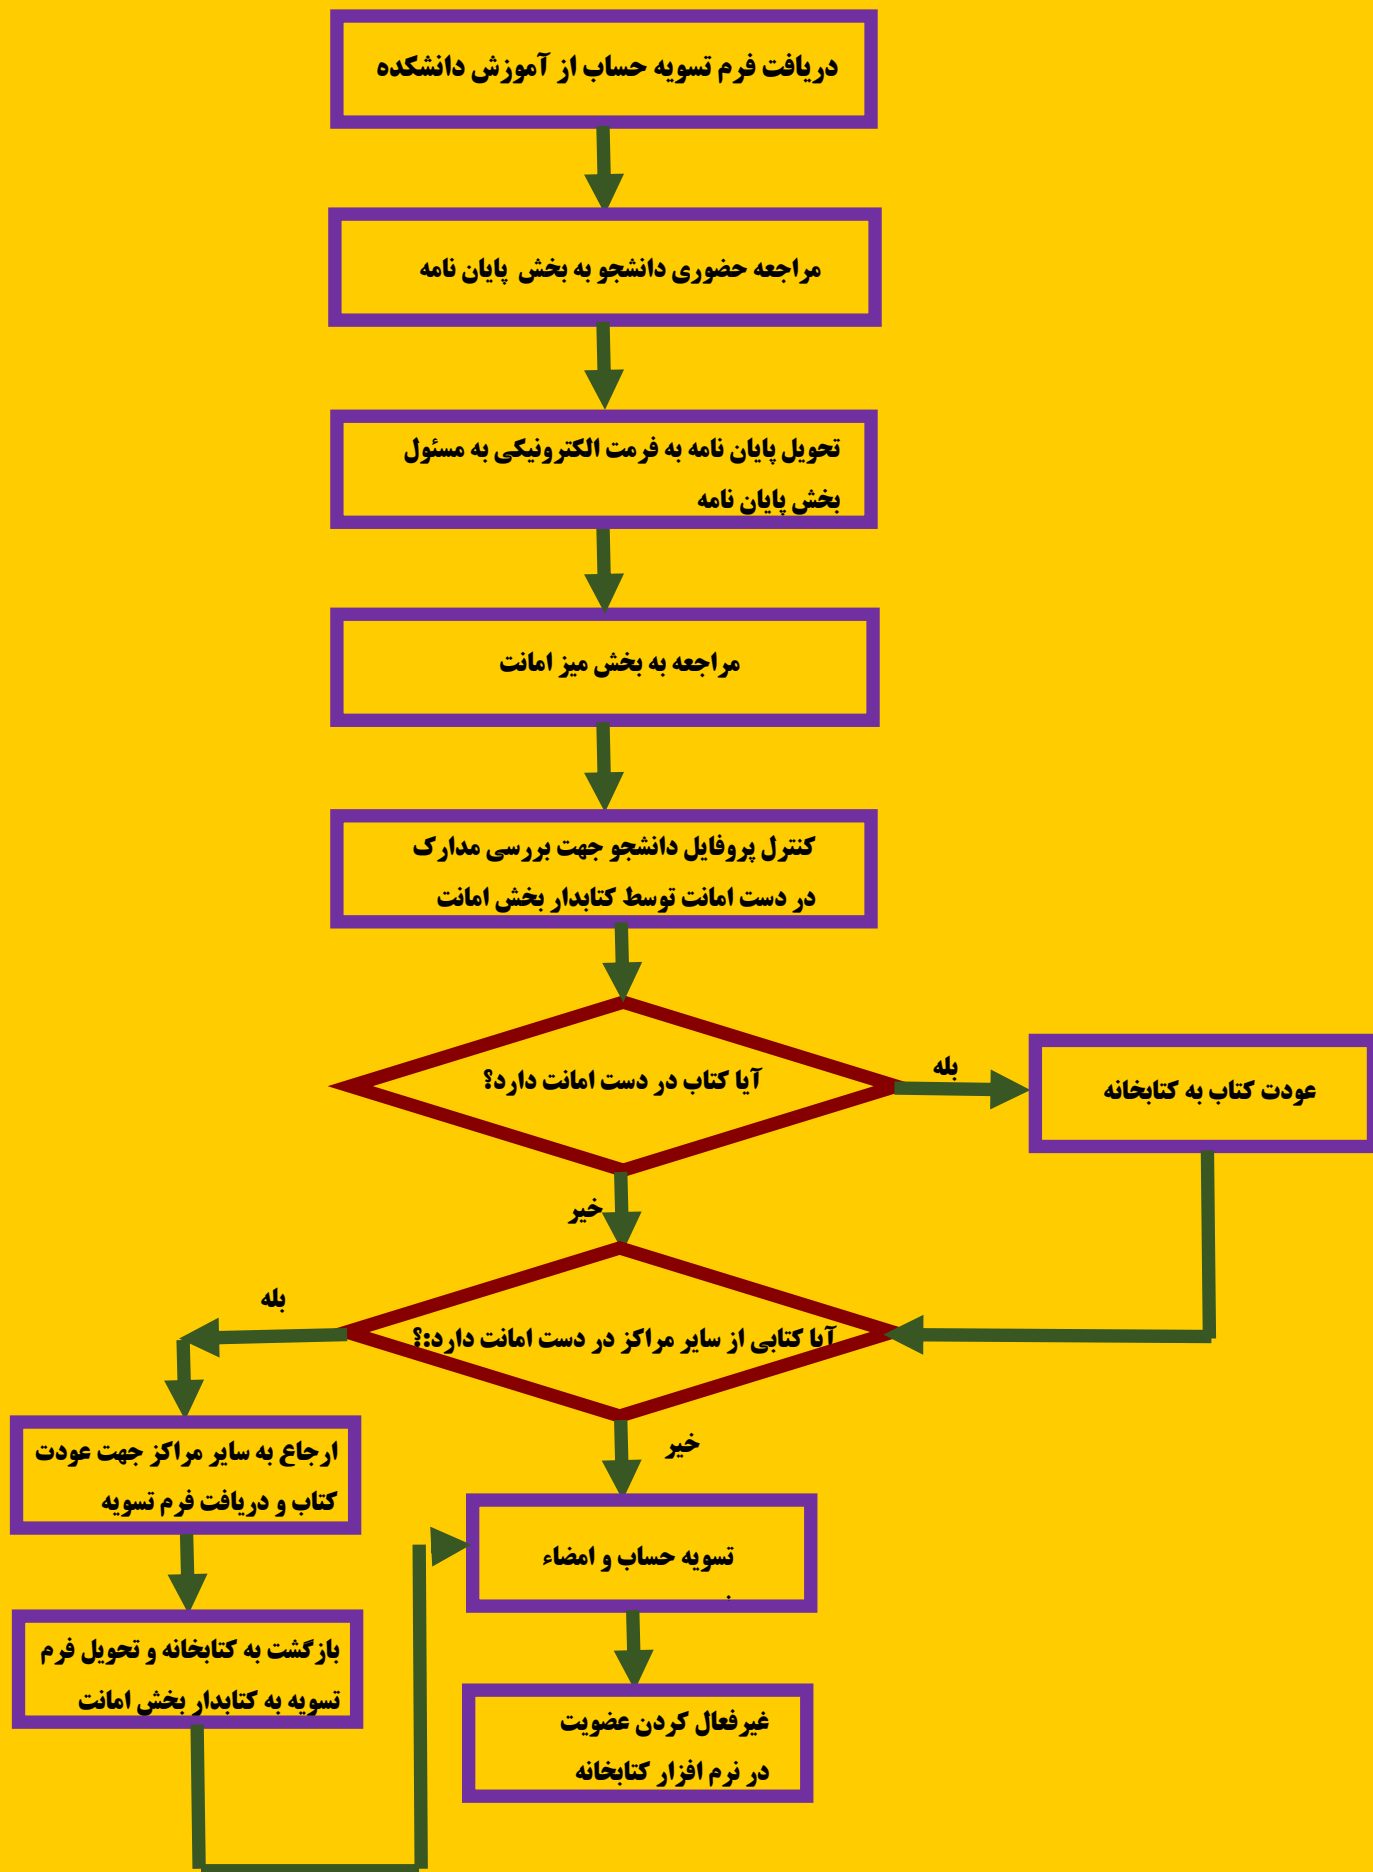 دریافت فرم تسویه حساب از آموزش دانشکده
مراجعه حضوری دانشجو به بخش پایان نامه
تحویل پایان نامه به فرمت الکترونیکی به مسئول
بخش پایان نامه
مراجعه به بخش میز امانت
کنترل پروفایل دانشجو جهت بررسی مدارک
در دست امانت توسط کتابدار بخش امانت
آیا کتاب در دست امانت دارد؟
بله
عودت کتاب به کتابخانه
خیر
بله
آیا کتابی از سایر مراکز در دست امانت دارد:؟
خیر
ارجاع به سایر مراکز جهت عودت
کتاب و دریافت فرم تسویه
تسویه حساب و امضاء
بازگشت به کتابخانه و تحویل فرم
تسویه به کتابدار بخش امانت
غیرفعال کردن عضویت
در نرم افزار کتابخانه